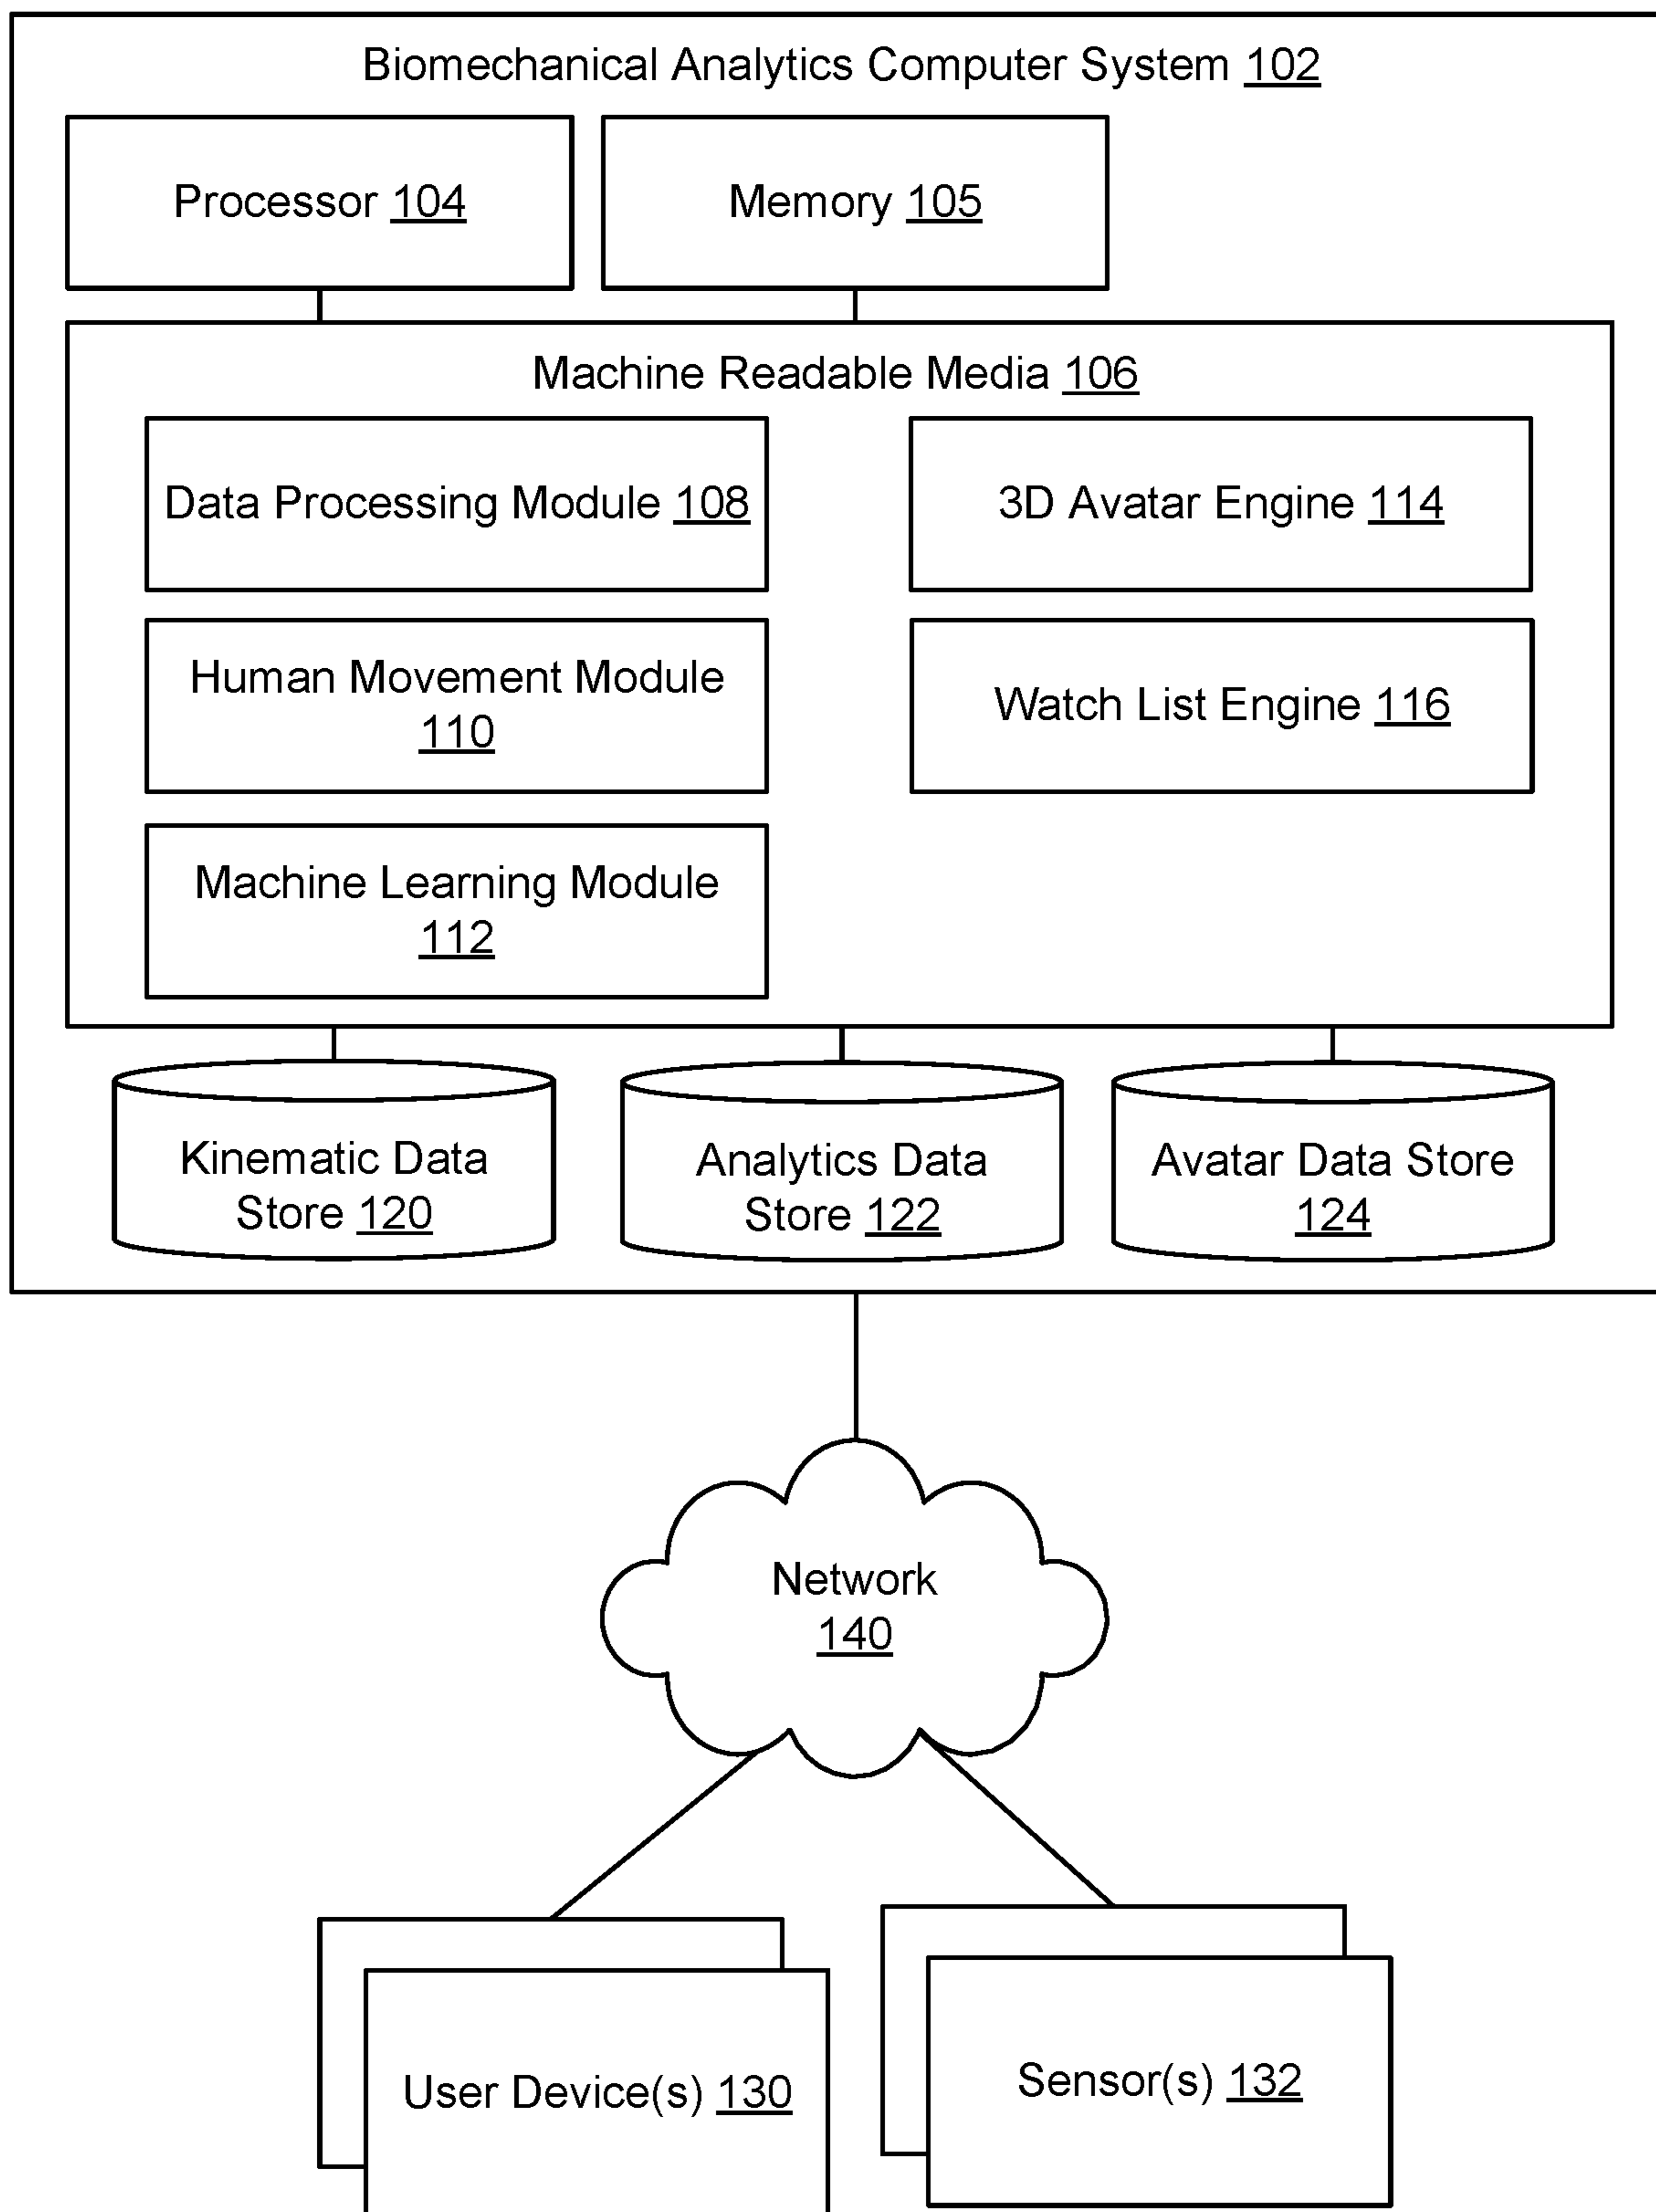 Biomechanical Analytics Computer System 102
Processor 104
Memory 105
Machine Readable Media 106
Data Processing Module 108
3D Avatar Engine 114
Human Movement Module
110
Watch List Engine 116
Machine Learning Module
112
Kinematic Data
Store 120
Analytics Data
Store 122
Avatar Data Store
124
Network
140
User Device(s) 130
Sensor(s) 132